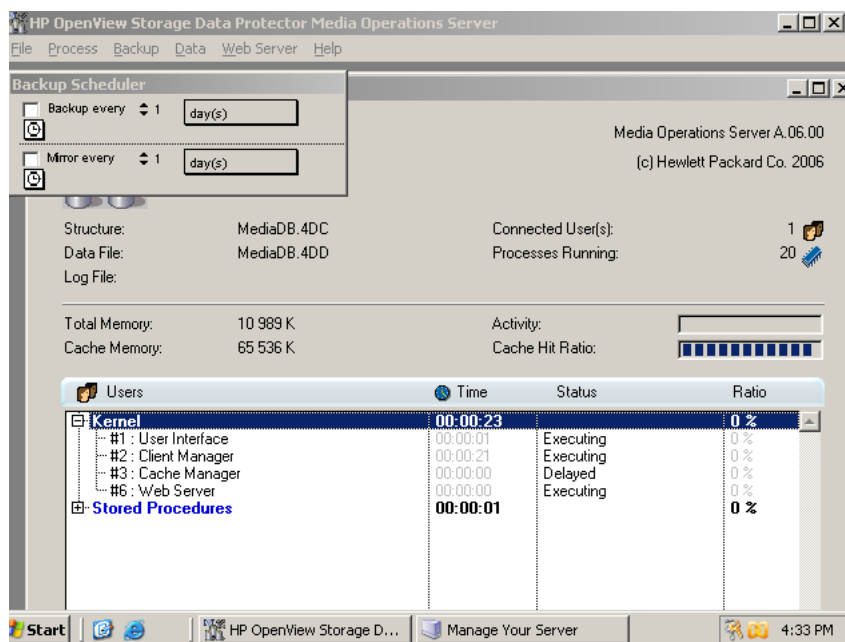 HP OpenView Storage Data Protector Media Operations Server
File Process Backup Data Web Server Help
Backup Scheduler
Backup every 1 day(s)
Mirror every 1 day(s)
Media Operations Server A.06.00
(c) Hewlett Packard Co. 2006
Structure: MediaDB.4DC Connected User(s): 1
Data File: MediaDB.4DD Processes Running: 20
Log File:
Total Memory: 10 989 K Activity:
Cache Memory: 65 536 K Cache Hit Ratio:
Users Time Status Ratio
Kernel 00:00:23 0 %
#1 : User Interface 00:00:01 Executing 0 %
#2 : Client Manager 00:00:21 Executing 0 %
#3 : Cache Manager 00:00:00 Delayed 0 %
#6 : Web Server 00:00:00 Executing 0 %
Stored Procedures 00:00:01 0 %
Start HP OpenView Storage D... Manage Your Server 4:33 PM